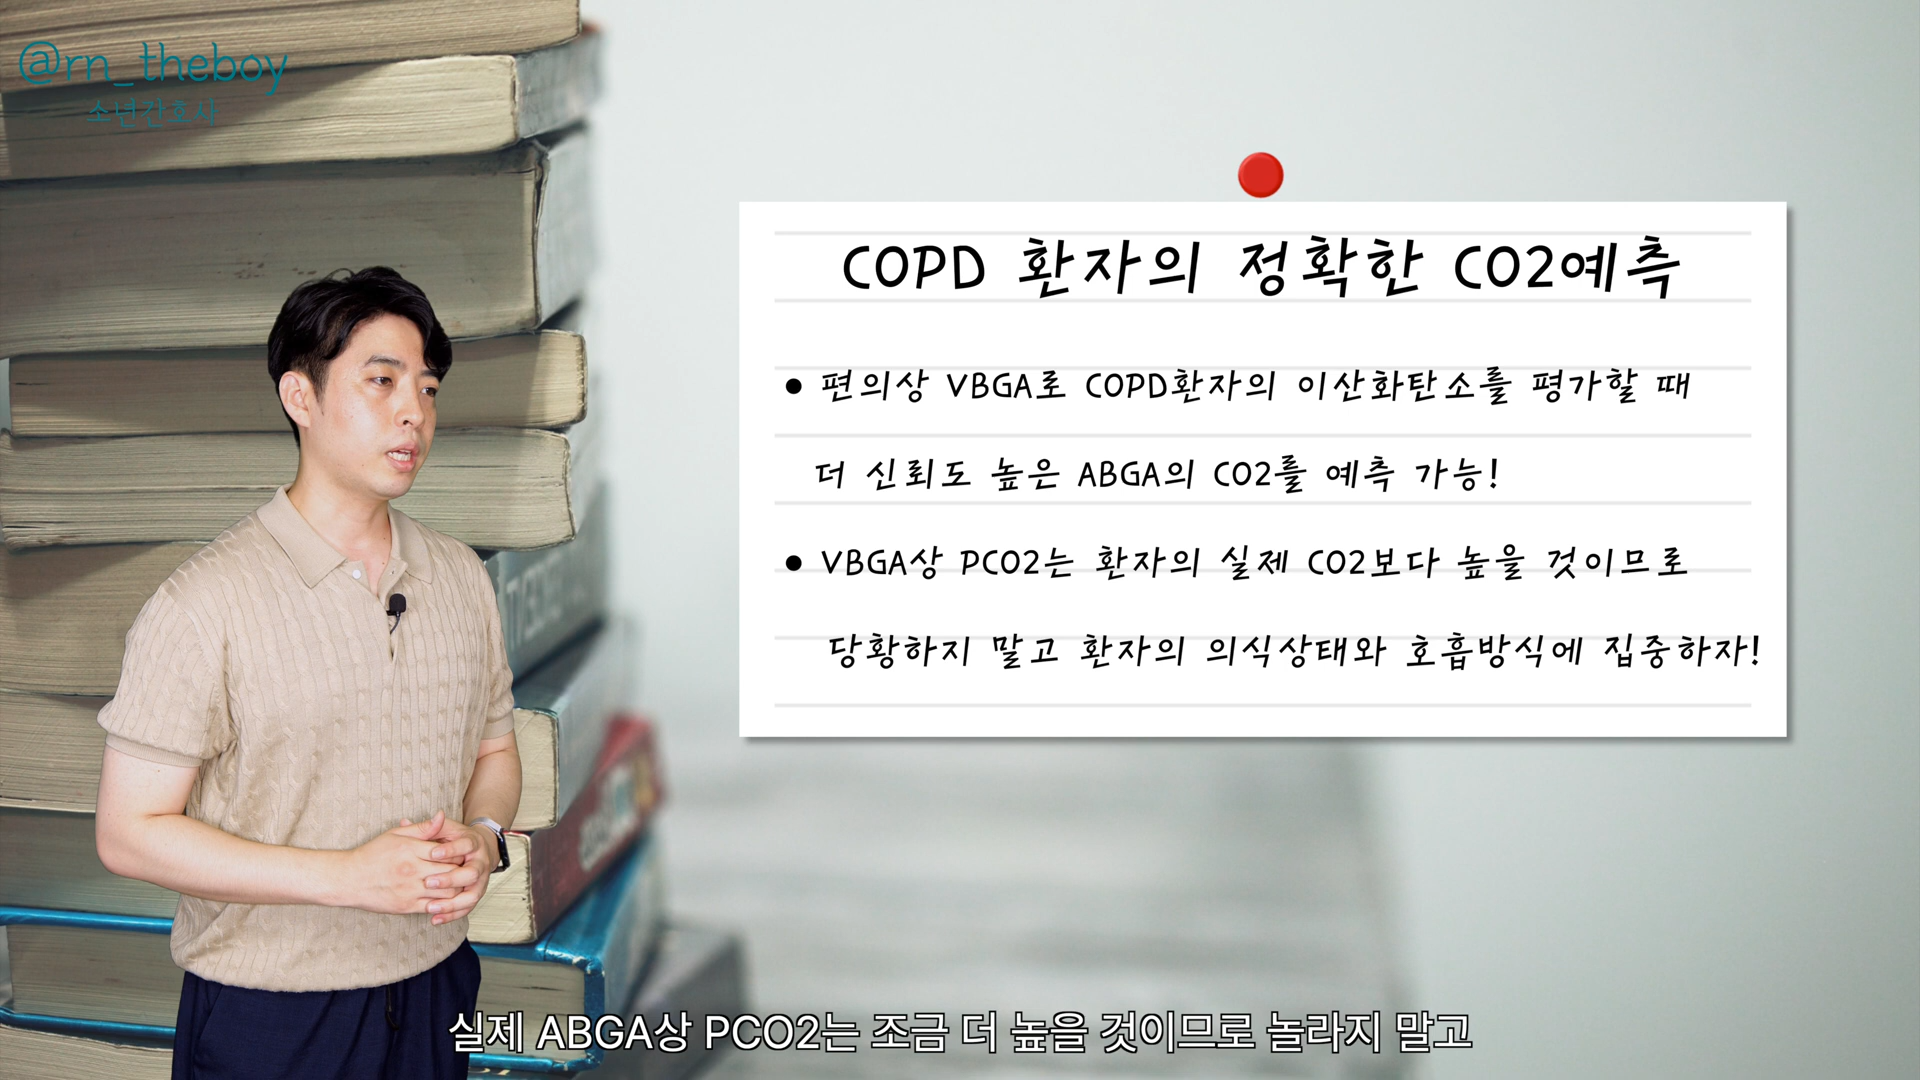 @rn_theboy
소년간호사
COPD 환자의 정확한 CO2예측
• 편의상 VBGA로 COPD환자의 이산화탄소를 평가할 때
더 신뢰도 높은 ABGA의 CO2를 예측 가능!
• VBGA상 PCO2는 환자의 실제 CO2보다 높을 것이므로
당황하지 말고 환자의 의식상태와 호흡방식에 집중하자!
실제 ABGA상 PCO2는 조금 더 높을 것이므로 놀라지 말고